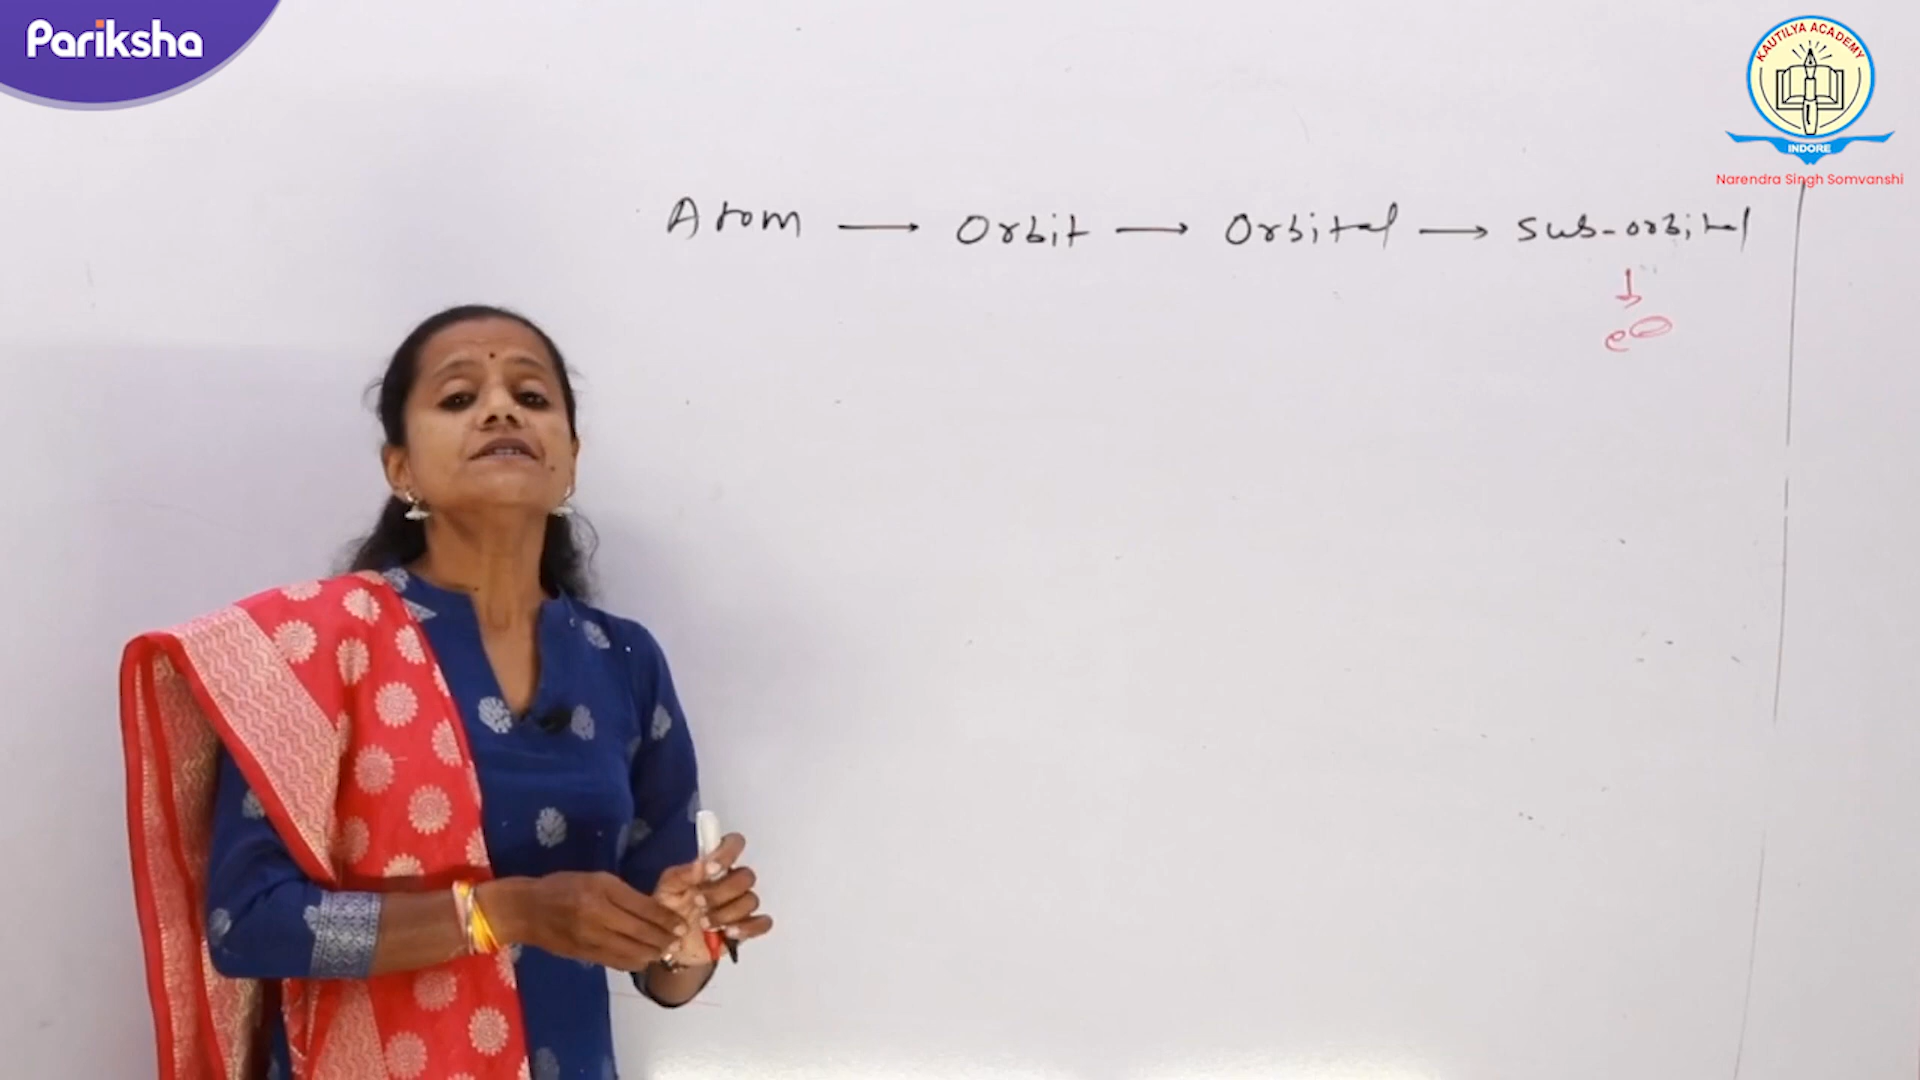 Pariksha
KAUTILYA ACADEMY
INDORE
Narendra Singh Somvanshi
Atom → Orbit → Orbital → Sub-orbital
↓
e⊖